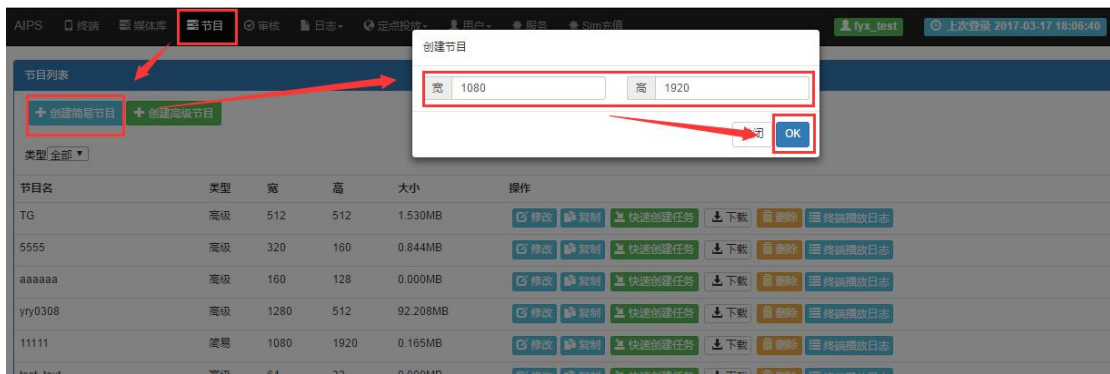 AIPS 终端 媒体库 节目 审核 日志 定点投放 用户 服务 Sim充值 fyx_test 上次登录 2017-03-17 18:06:40
创建节目
节目列表
宽 1080 高 1920
创建简易节目 创建高级节目
闭 OK
类型 全部
节目名 类型 宽 高 大小 操作
TG 高级 512 512 1.530MB 修改 复制 快速创建任务 下载 删除 终端播放日志
5555 高级 320 160 0.844MB 修改 复制 快速创建任务 下载 删除 终端播放日志
aaaaaa 高级 160 128 0.000MB 修改 复制 快速创建任务 下载 删除 终端播放日志
yry0308 高级 1280 512 92.208MB 修改 复制 快速创建任务 下载 删除 终端播放日志
11111 简易 1080 1920 0.165MB 修改 复制 快速创建任务 下载 删除 终端播放日志